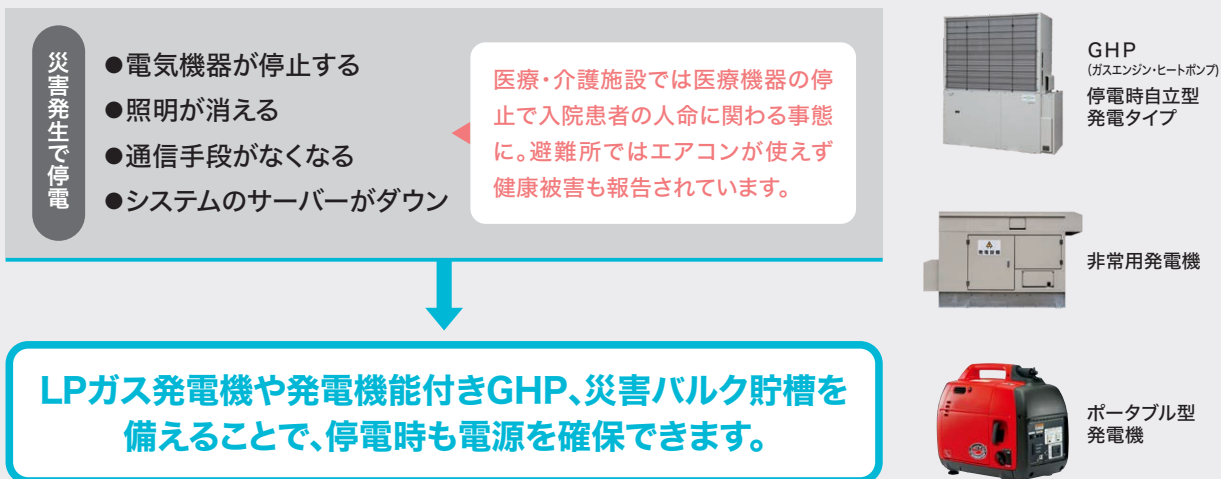 災害発生で停電
●電気機器が停止する
●照明が消える
●通信手段がなくなる
●システムのサーバーがダウン
医療・介護施設では医療機器の停
止で入院患者の人命に関わる事態
に。避難所ではエアコンが使えず
健康被害も報告されています。
LPガス発電機や発電機能付きGHP、災害バルク貯槽を
備えることで、停電時も電源を確保できます。
GHP
(ガスエンジン・ヒートポンプ)
停電時自立型
発電タイプ
非常用発電機
ポータブル型
発電機